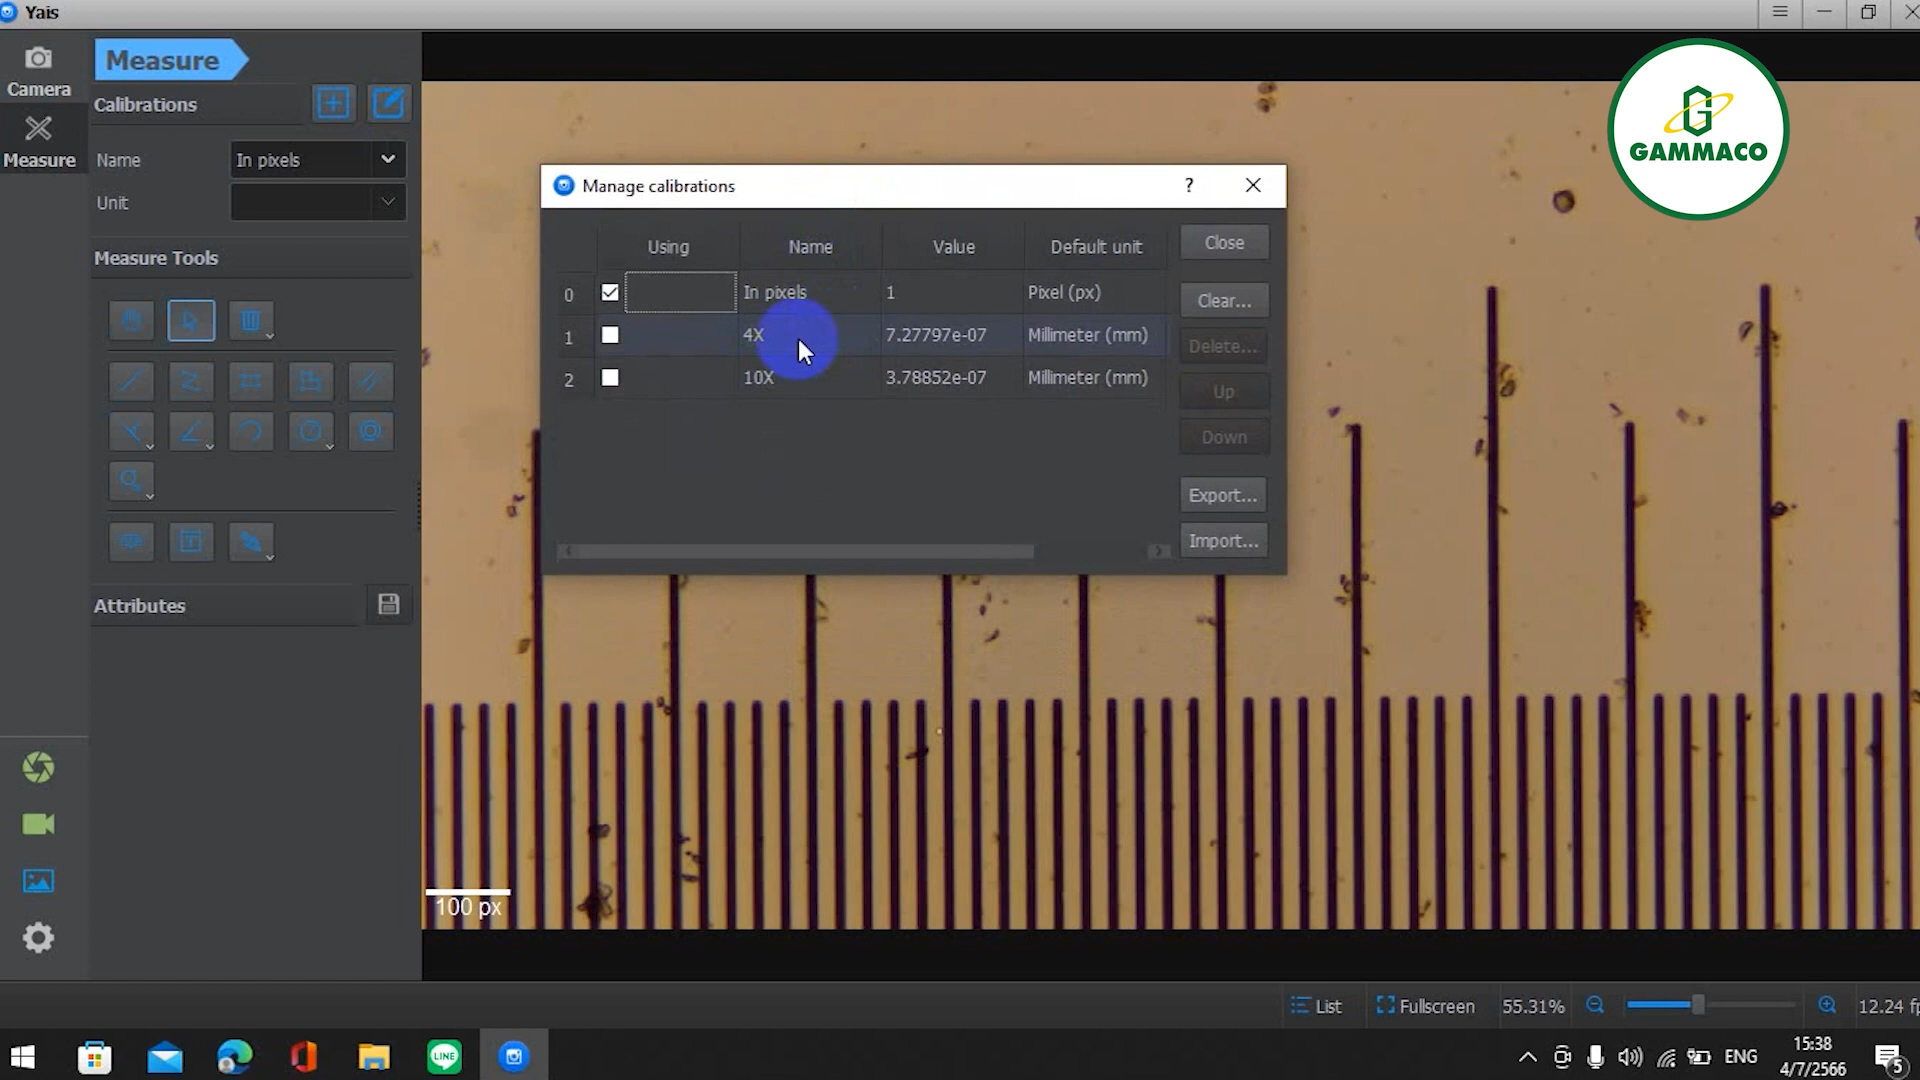 Yais
Camera
Measure
Measure
Calibrations
Name
In pixels
Unit
Measure Tools
Attributes
GAMMACO
Manage calibrations
?
Using
Name
Value
Default unit
0
In pixels
1
Pixel (px)
1
4X
7.27797e-07
Millimeter (mm)
2
10X
3.78852e-07
Millimeter (mm)
Close
Clear...
Delete...
Up
Down
Export...
Import...
100 px
List
Fullscreen
55.31%
12.24
LINE
ENG
15:38
4/7/2566
5